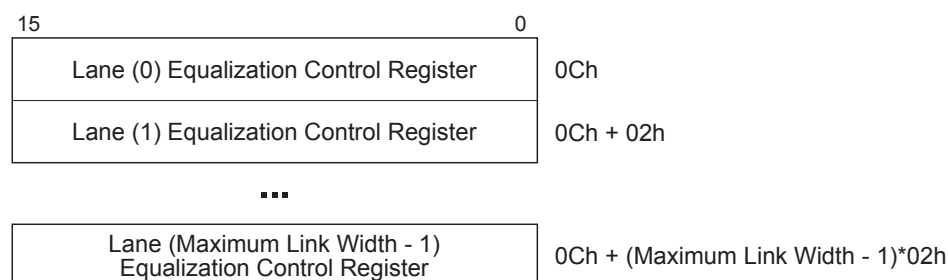 15 0
Lane (0) Equalization Control Register 0Ch
Lane (1) Equalization Control Register 0Ch + 02h
...
Lane (Maximum Link Width - 1)
Equalization Control Register 0Ch + (Maximum Link Width - 1)*02h